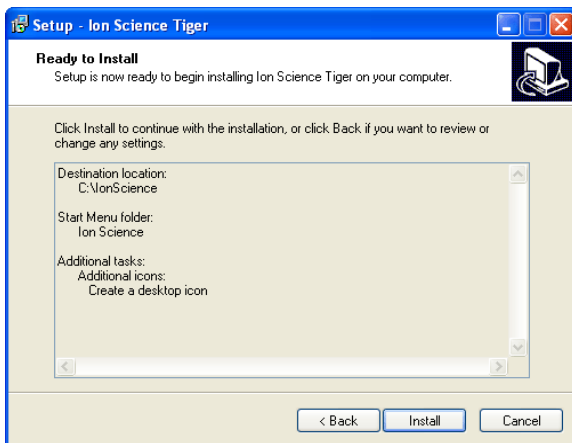 Setup - Ion Science Tiger
Ready to Install
Setup is now ready to begin installing Ion Science Tiger on your computer.
Click Install to continue with the installation, or click Back if you want to review or
change any settings.
Destination location:
C:\IonScience
Start Menu folder:
Ion Science
Additional tasks:
Additional icons:
Create a desktop icon
< Back
Install
Cancel